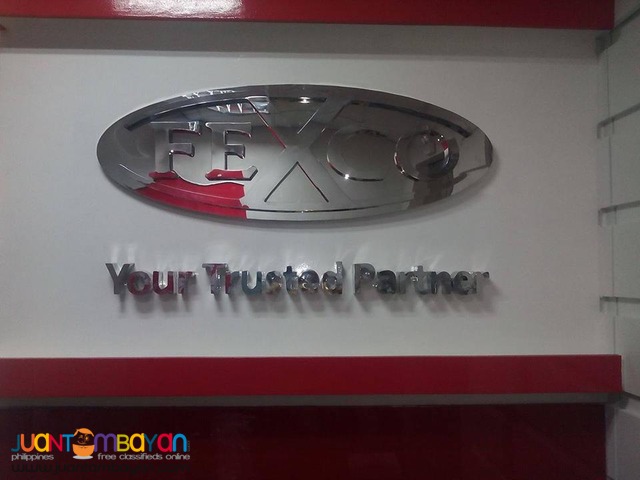 FEXCO
Your Trusted Partner
JUANTOMBAYAN
philippines free classifieds online